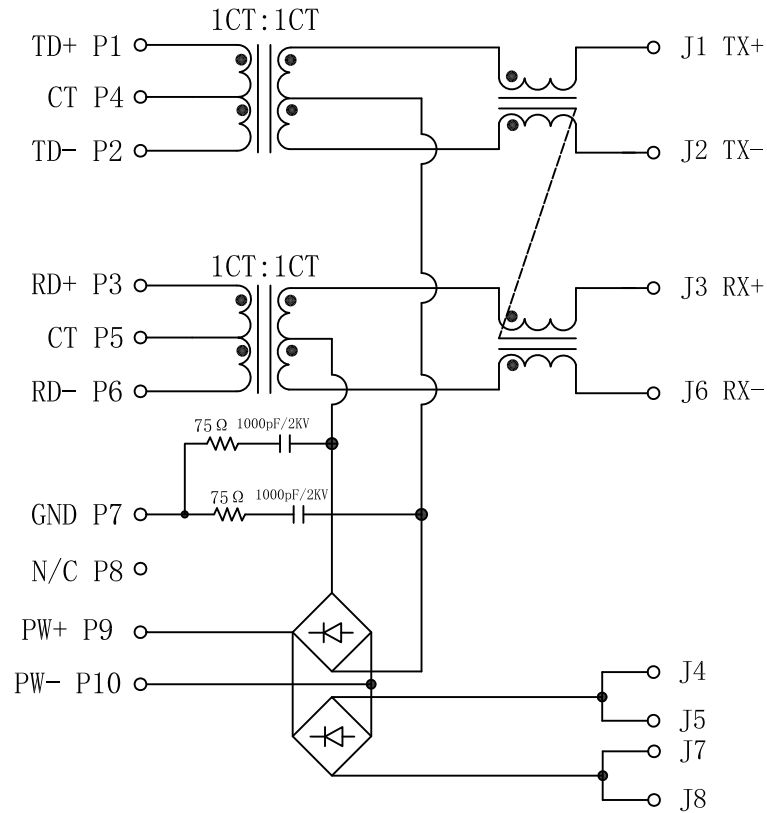 1CT:1CT
TD+ P1
J1 TX+
CT P4
TD- P2
J2 TX-
1CT:1CT
RD+ P3
J3 RX+
CT P5
RD- P6
J6 RX-
75Ω 1000pF/2KV
75Ω 1000pF/2KV
GND P7
N/C P8
PW+ P9
PW- P10
J4
J5
J7
J8